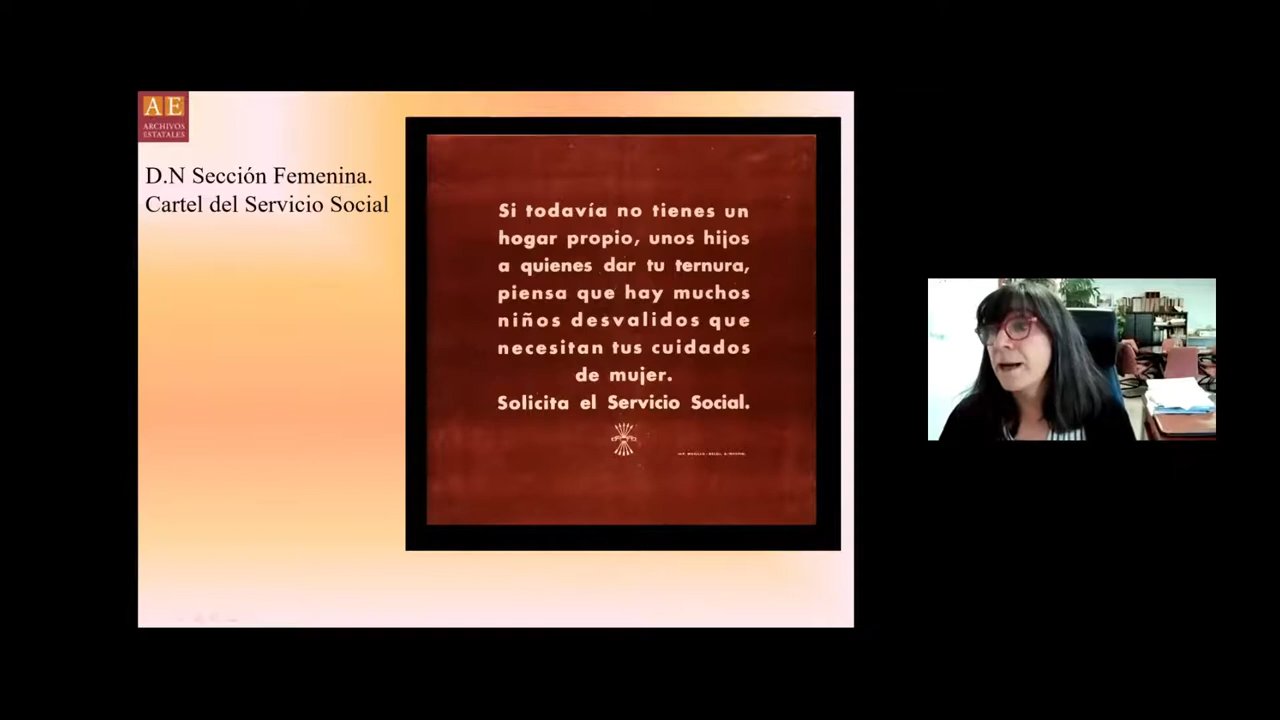 AE
ARCHIVOS
ESTATALES
D.N Sección Femenina.
Cartel del Servicio Social
Si todavía no tienes un
hogar propio, unos hijos
a quienes dar tu ternura,
piensa que hay muchos
niños desvalidos que
necesitan tus cuidados
de mujer.
Solicita el Servicio Social.